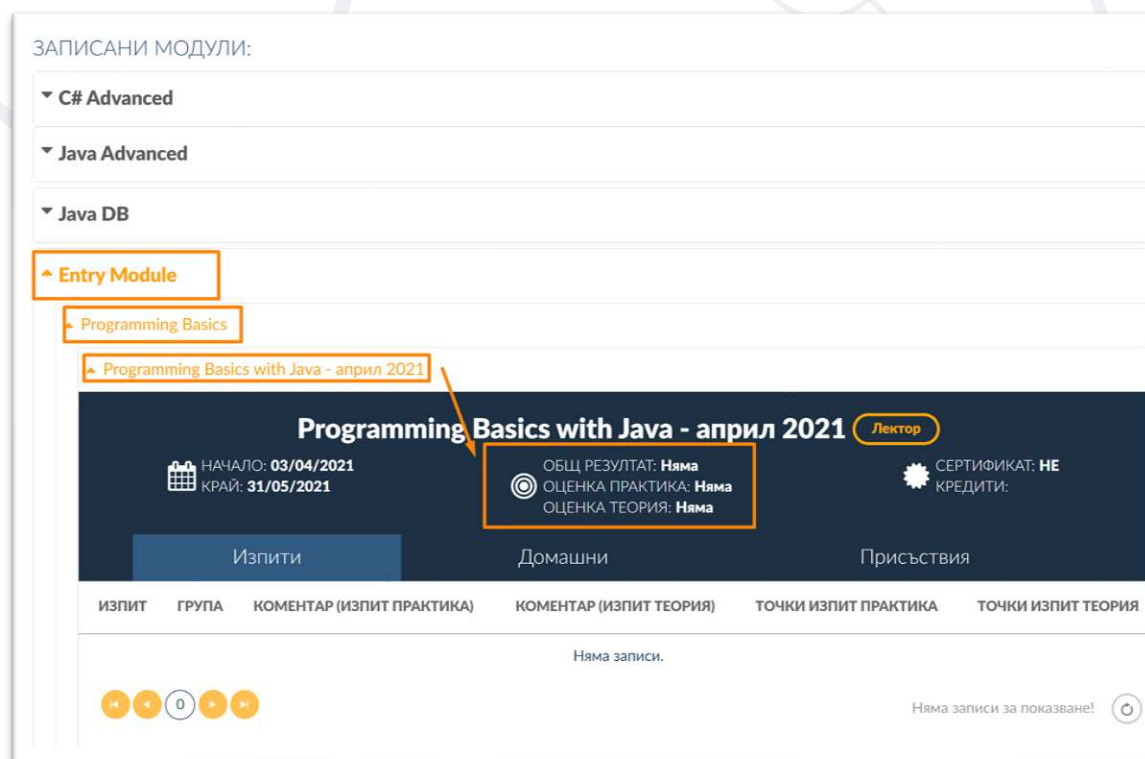 ЗАПИСАНИ МОДУЛИ:
C# Advanced
Java Advanced
Java DB
Entry Module
Programming Basics
Programming Basics with Java - април 2021
Programming Basics with Java - април 2021 Лектор
НАЧАЛО: 03/04/2021
КРАЙ: 31/05/2021
ОБЩ РЕЗУЛТАТ: Няма
ОЦЕНКА ПРАКТИКА: Няма
ОЦЕНКА ТЕОРИЯ: Няма
СЕРТИФИКАТ: НЕ
КРЕДИТИ:
Изпити Домашни Присъствия
ИЗПИТ ГРУПА КОМЕНТАР (ИЗПИТ ПРАКТИКА) КОМЕНТАР (ИЗПИТ ТЕОРИЯ) ТОЧКИ ИЗПИТ ПРАКТИКА ТОЧКИ ИЗПИТ ТЕОРИЯ
Няма записи.
0 Няма записи за показване!